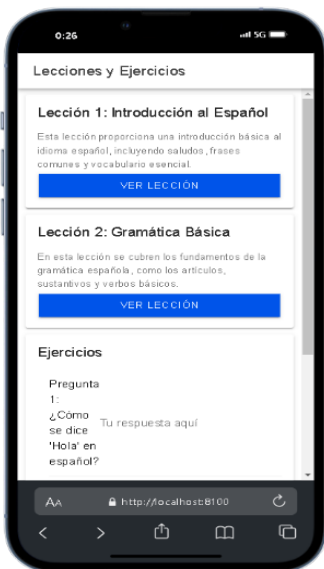 0:26
5G
Lecciones y Ejercicios
Lección 1: Introducción al Español
Esta lección proporciona una introducción básica al
idioma español, incluyendo saludos, frases
comunes y vocabulario esencial.
VER LECCIÓN
Lección 2: Gramática Básica
En esta lección se cubren los fundamentos de la
gramática española, como los artículos,
sustantivos y verbos básicos.
VER LECCIÓN
Ejercicios
Pregunta
1:
¿Cómo
se dice
'Hola' en
español?
Tu respuesta aquí
AA
http://localhost:8100